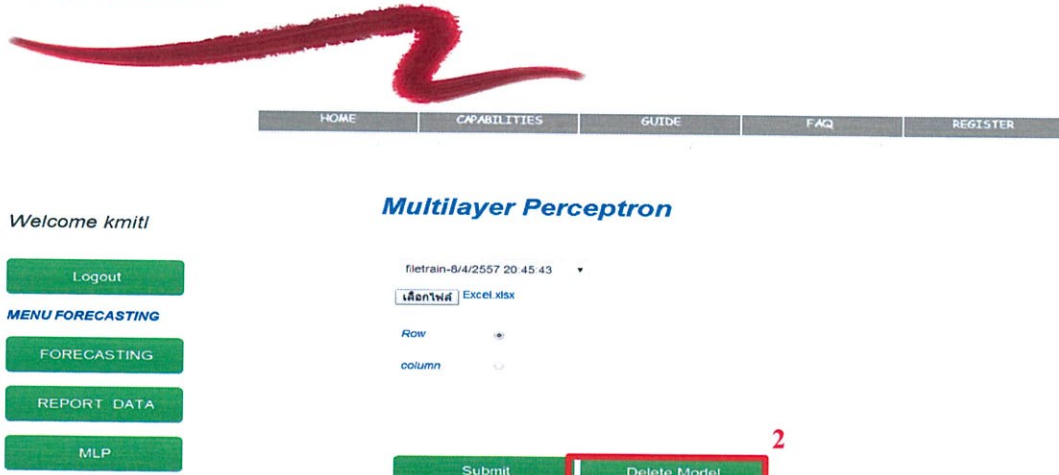 HOME CAPABILITIES GUIDE FAQ REGISTER
Welcome kmitl
Logout
MENU FORECASTING
FORECASTING
REPORT DATA
MLP
Multilayer Perceptron
filetrain-8/4/2557 20:45:43
เลือกไฟล์ Excel.xlsx
Row
column
2
Submit Delete Model